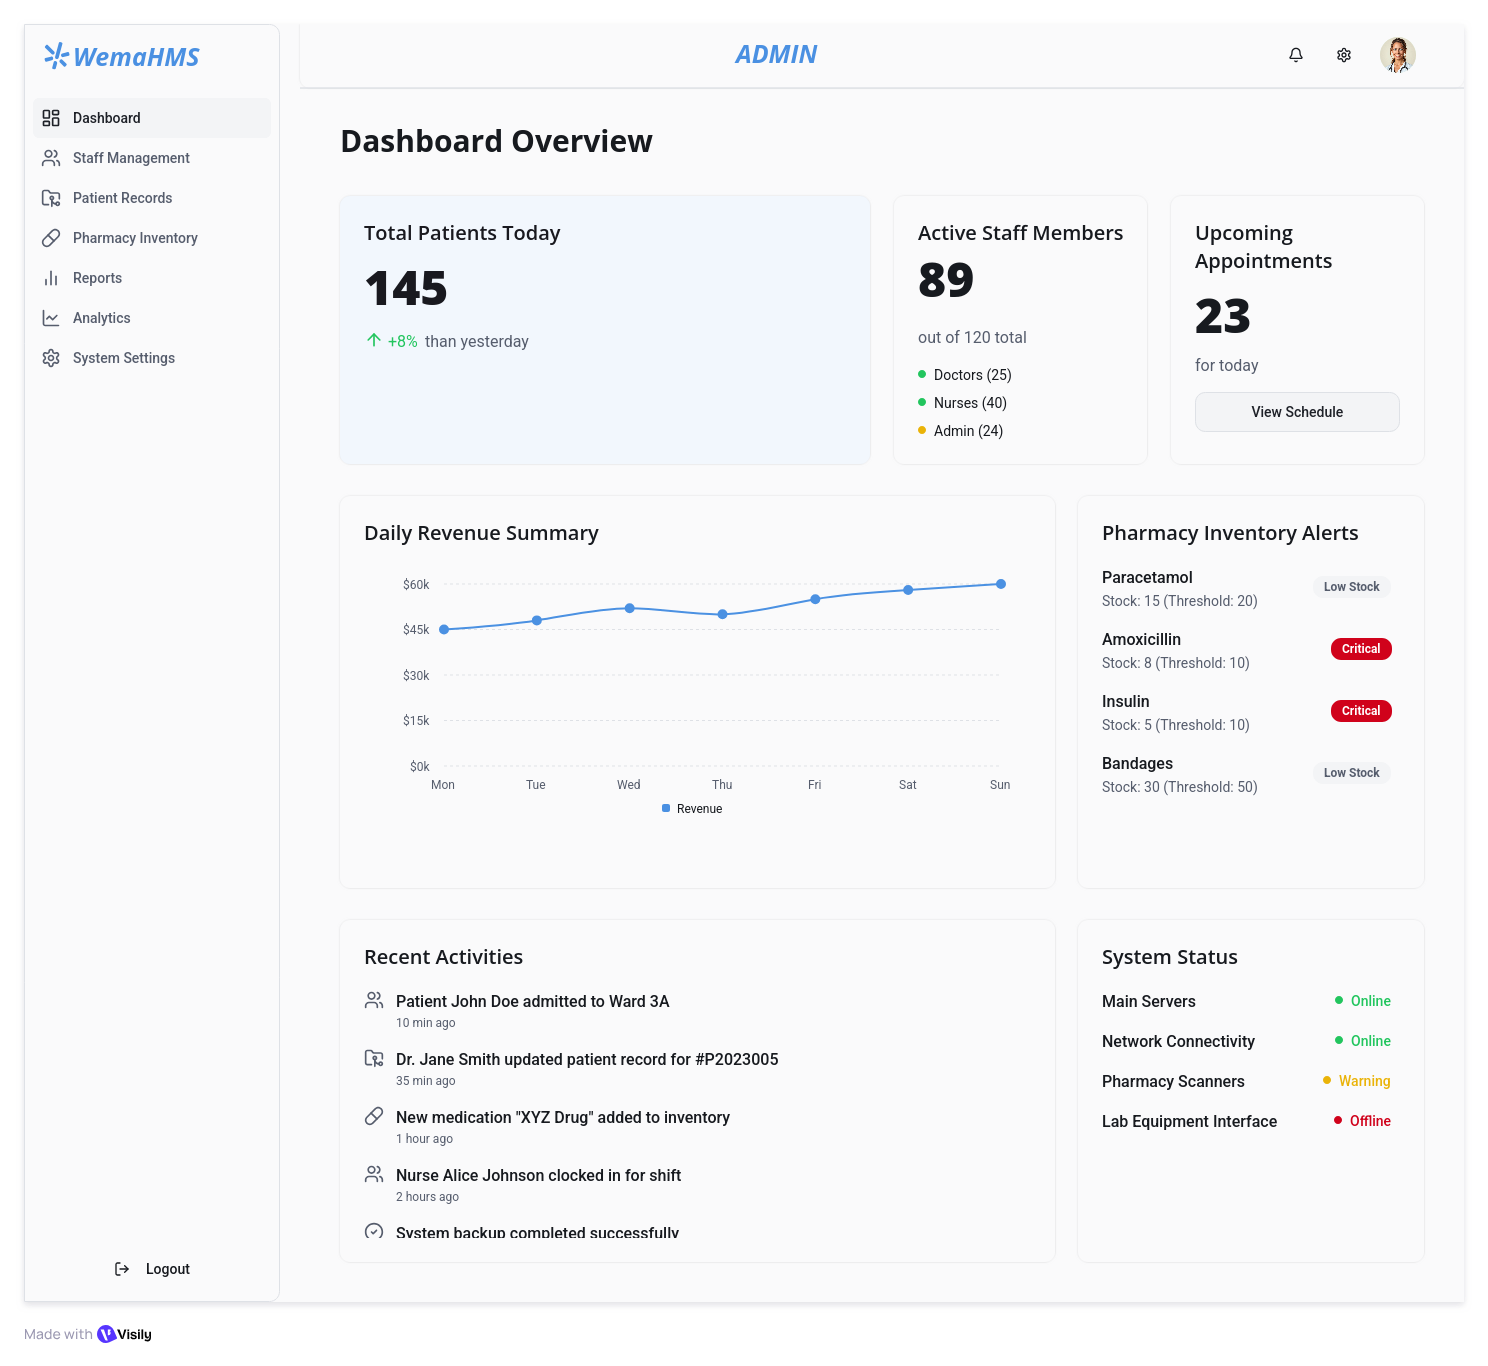 WemaHMS
ADMIN
Dashboard
Staff Management
Patient Records
Pharmacy Inventory
Reports
Analytics
System Settings
Logout
Dashboard Overview
Total Patients Today
145
+8% than yesterday
Active Staff Members
89
out of 120 total
Doctors (25)
Nurses (40)
Admin (24)
Upcoming
Appointments
23
for today
View Schedule
Daily Revenue Summary
$60k
$45k
$30k
$15k
$0k
Mon Tue Wed Thu Fri Sat Sun
Revenue
Pharmacy Inventory Alerts
Paracetamol
Stock: 15 (Threshold: 20)
Low Stock
Amoxicillin
Stock: 8 (Threshold: 10)
Critical
Insulin
Stock: 5 (Threshold: 10)
Critical
Bandages
Stock: 30 (Threshold: 50)
Low Stock
Recent Activities
Patient John Doe admitted to Ward 3A
10 min ago
Dr. Jane Smith updated patient record for #P2023005
35 min ago
New medication "XYZ Drug" added to inventory
1 hour ago
Nurse Alice Johnson clocked in for shift
2 hours ago
System backup completed successfully
System Status
Main Servers Online
Network Connectivity Online
Pharmacy Scanners Warning
Lab Equipment Interface Offline
Made with Visily